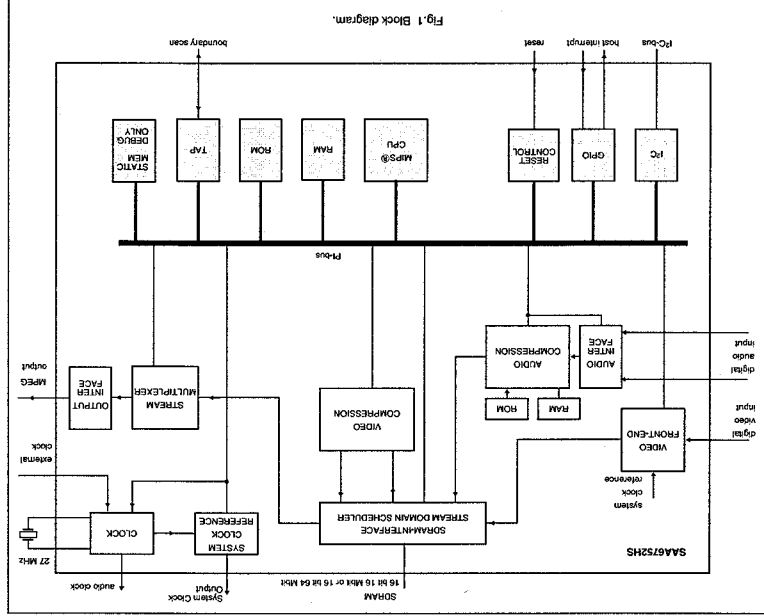 SDRAM
16 bit 16 Mbit or 16 bit 64 Mbit
System Clock
Output
audio clock
27 MHz
SAA6752HS
SDRAM-INTERFACE
STREAM DOMAIN SCHEDULER
SYSTEM
CLOCK
REFERENCE
CLOCK
system
clock
reference
external
clock
digital
video
input
VIDEO
FRONT-END
RAM
ROM
VIDEO
COMPRESSION
STREAM
MULTIPLEXER
OUTPUT
INTER
FACE
MPEG
output
digital
audio
input
AUDIO
INTER
FACE
AUDIO
COMPRESSION
PI-bus
I²C
GPIO
RESET
CONTROL
MIPS®
CPU
RAM
ROM
TAP
STATIC
MEM
DEBUG
ONLY
I²C-bus
host interrupt
reset
boundary scan
Fig.1 Block diagram.